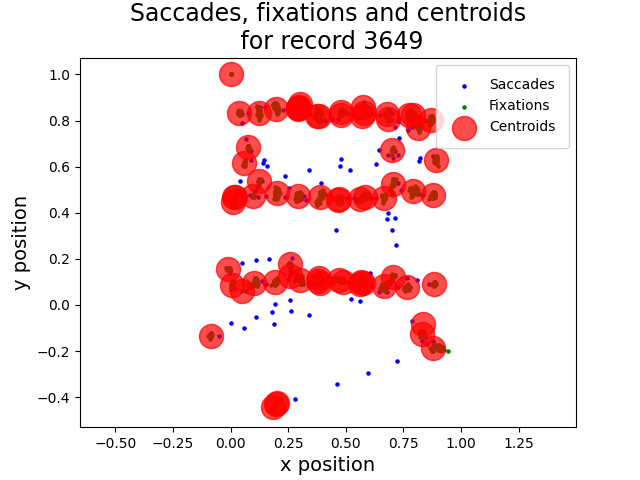 Saccades, fixations and centroids
for record 3649
Saccades
Fixations
Centroids
1.0
0.8
0.6
0.4
0.2
0.0
−0.2
−0.4
y position
−0.50 −0.25 0.00 0.25 0.50 0.75 1.00 1.25
x position